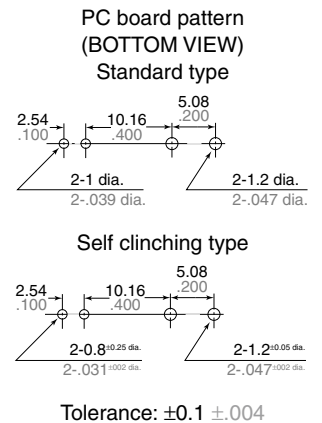 PC board pattern
(BOTTOM VIEW)
Standard type
5.08
.200
2.54
.100
10.16
.400
2-1 dia.
2-.039 dia.
2-1.2 dia.
2-.047 dia.
Self clinching type
5.08
.200
2.54
.100
10.16
.400
2-0.8±0.25 dia.
2-.031±002 dia.
2-1.2±0.05 dia.
2-.047±002 dia.
Tolerance: ±0.1 ±.004